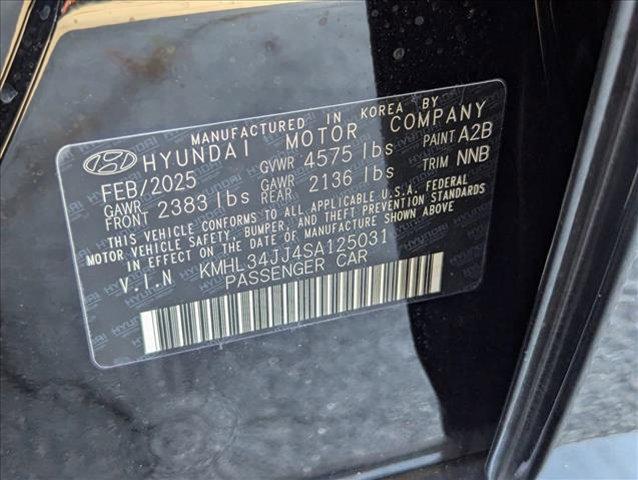 MANUFACTURED IN KOREA BY
HYUNDAI MOTOR COMPANY
FEB/2025 GVWR 4575 lbs PAINT A2B
GAWR FRONT 2383 lbs GAWR REAR 2136 lbs TRIM NNB
THIS VEHICLE CONFORMS TO ALL APPLICABLE U.S.A. FEDERAL
MOTOR VEHICLE SAFETY, BUMPER, AND THEFT PREVENTION STANDARDS
IN EFFECT ON THE DATE OF MANUFACTURE SHOWN ABOVE
V.I.N KMHL34JJ4SA125031
PASSENGER CAR